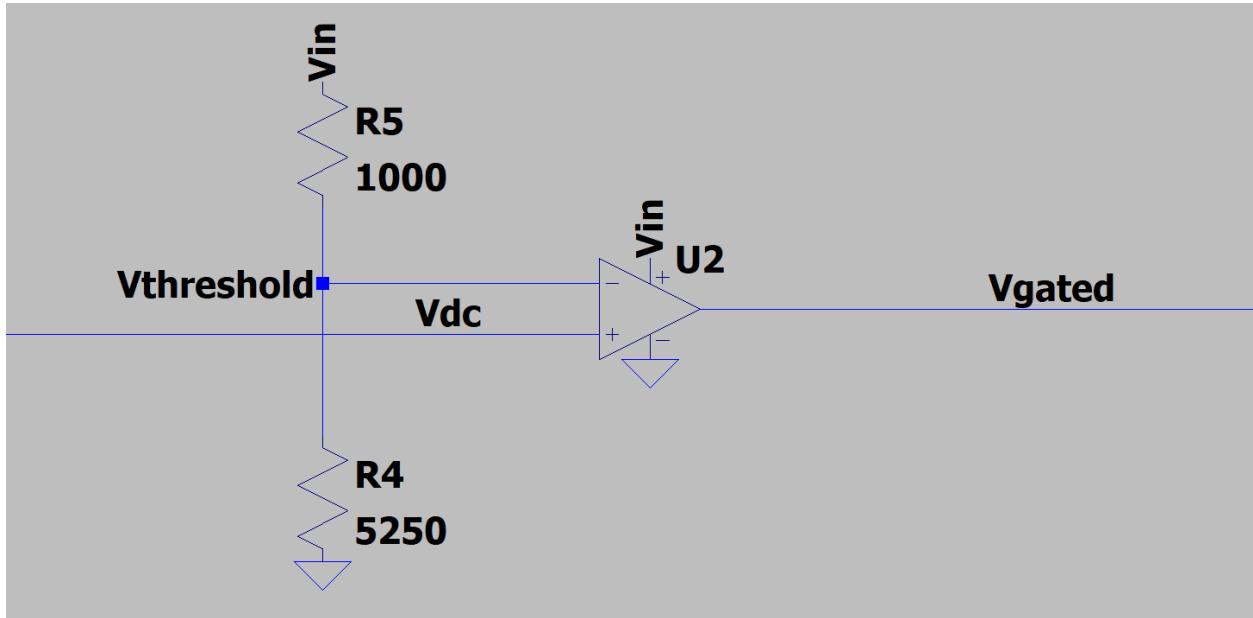 Vin
R5
1000
Vin
+
U2
Vthreshold
−
Vgated
Vdc
+
−
R4
5250